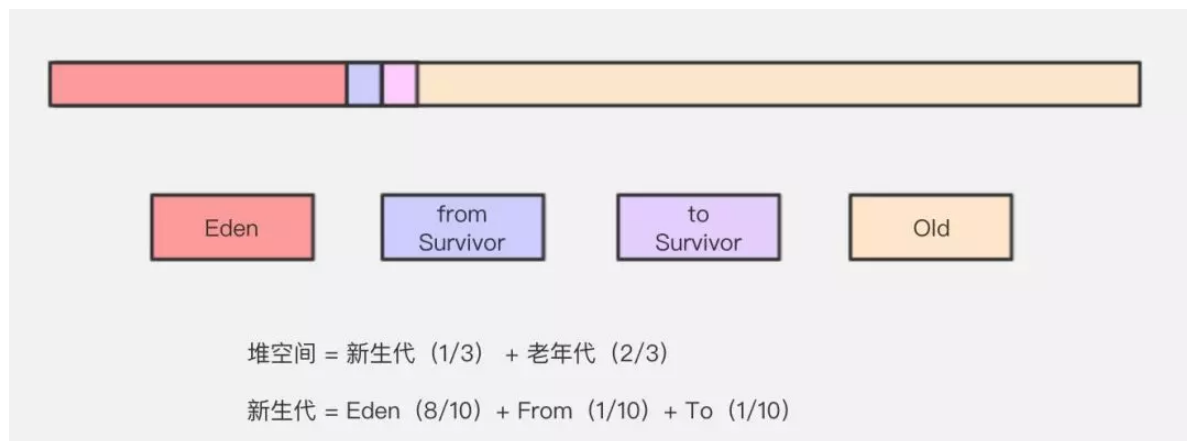 Eden
from
Survivor
to
Survivor
Old
堆空间 = 新生代（1/3） + 老年代（2/3）
新生代 = Eden（8/10）+ From（1/10）+ To（1/10）